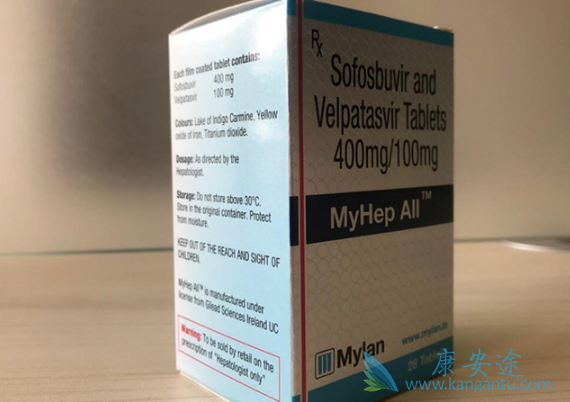 Each film coated tablet contains:
Sofosbuvir 400 mg
Velpatasvir 100 mg
Colours: Lake of Indigo Carmine, Yellow
oxide of Iron, Titanium dioxide.
Dosage: As directed by the
Hepatologist.
Storage: Do not store above 30°C.
Store in the original container. Protect
from moisture.
KEEP OUT OF THE REACH AND SIGHT OF
CHILDREN.
MyHep All™ is manufactured under
license from Gilead Sciences Ireland UC
Warning: To be sold by retail on the
prescription of "Hepatologist only"
Rx
Sofosbuvir and
Velpatasvir Tablets
400mg/100mg
MyHep All™
Mylan
www.mylan.in
28 Tablets
康安途
www.kangantu.com